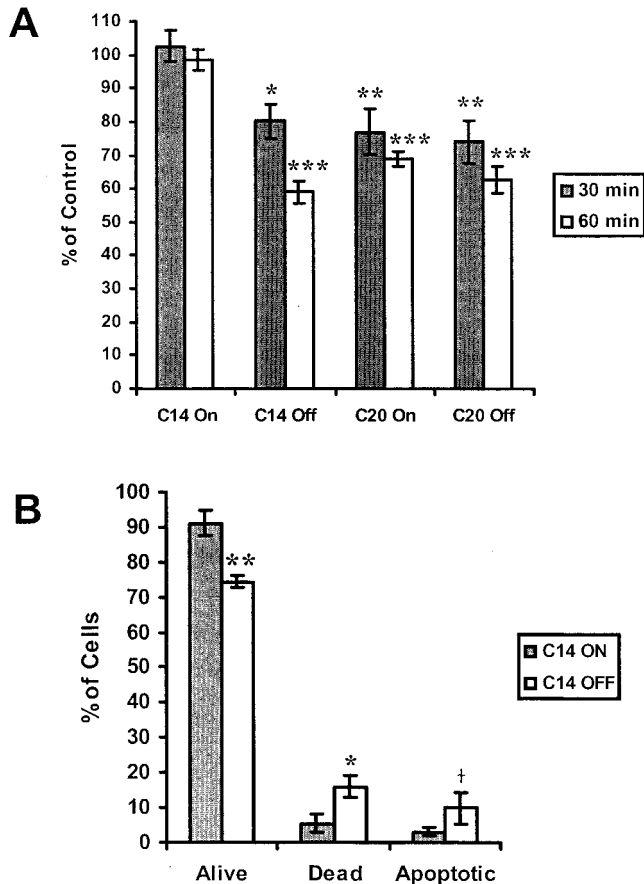 A
110
100
90
80
70
60
50
40
30
20
10
0
% of Control
* ** **
*** *** ***
C14 On C14 Off C20 On C20 Off
30 min
60 min
B
100
90
80
70
60
50
40
30
20
10
0
% of Cells
**
* ‡
Alive Dead Apoptotic
C14 ON
C14 OFF